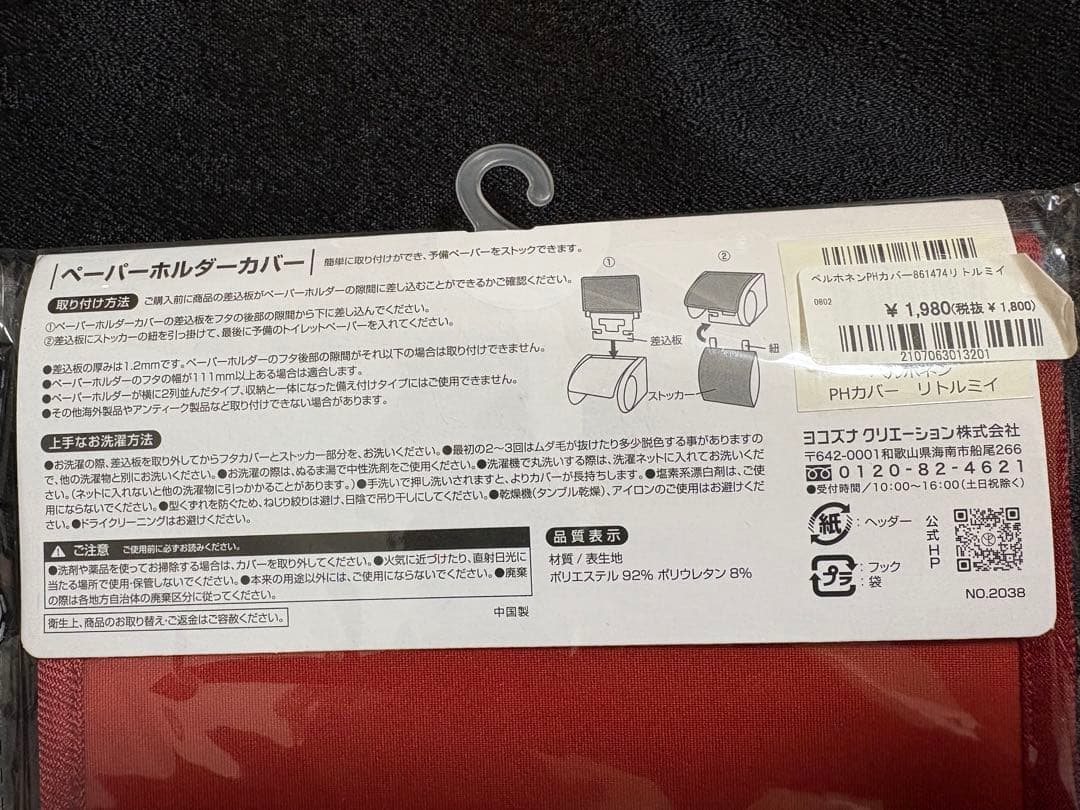 ペーパーホルダーカバー
簡単に取り付けができ、予備ペーパーをストックできます。
取り付け方法
ご購入前に商品の差込板がペーパーホルダーの隙間に差し込むことができるかご確認ください。
①ペーパーホルダーカバーの差込板をフタの後部の隙間から下に差し込んでください。
②差込板にストッカーの紐を引っ掛けて、最後に予備のトイレットペーパーを入れてください。
●差込板の厚みは1.2mmです。ペーパーホルダーのフタ後部の隙間がそれ以下の場合は取り付けできません。
●ペーパーホルダーのフタの幅が111mm以上ある場合は適合します。
●ペーパーホルダーが横に2列並んだタイプ、収納と一体になった備え付けタイプにはご使用できません。
●その他海外製品やアンティーク製品など取り付けできない場合があります。
①
②
差込板
紐
ストッカー
上手なお洗濯方法
●お洗濯の際、差込板を取り外してからフタカバーとストッカー部分を、お洗いください。●最初の2〜3回はムダ毛が抜けたり多少脱色する事がありますの
で、他の洗濯物と別にお洗いください。●お洗濯の際は、ぬるま湯で中性洗剤をご使用ください。●洗濯機で丸洗いする際は、洗濯ネットに入れてお洗いくだ
さい。(ネットに入れないと他の洗濯物に引っかかることがあります。)●手洗いで押し洗いされますと、よりカバーが長持ちします。●塩素系漂白剤は、ご使
用にならないでください。●型くずれを防ぐため、ねじり絞りは避け、日陰で吊り干しにしてください。●乾燥機(タンブル乾燥)、アイロンのご使用はお避けくだ
さい。●ドライクリーニングはお避けください。
ご注意 ご使用前に必ずお読みください。
●洗剤や薬品を使ってお掃除する場合は、カバーを取り外してください。●火気に近づけたり、直射日光に
当たる場所で使用・保管しないでください。●本来の用途以外には、ご使用にならないでください。●廃棄
の際は各地方自治体の廃棄区分に従ってください。
衛生上、商品のお取り替え・ご返金はご容赦ください。
中国製
品質表示
材質/表生地
ポリエステル 92% ポリウレタン 8%
ベルホネンPHカバー861474リトルミイ
0802
¥1,980(税抜¥1,800)
2107063013201
PHカバー リトルミイ
ヨコズナ クリエーション株式会社
〒642-0001和歌山県海南市船尾266
0120-82-4621
●受付時間/10:00〜16:00(土日祝除く)
紙:ヘッダー
プラ:フック
:袋
公式HP
NO.2038